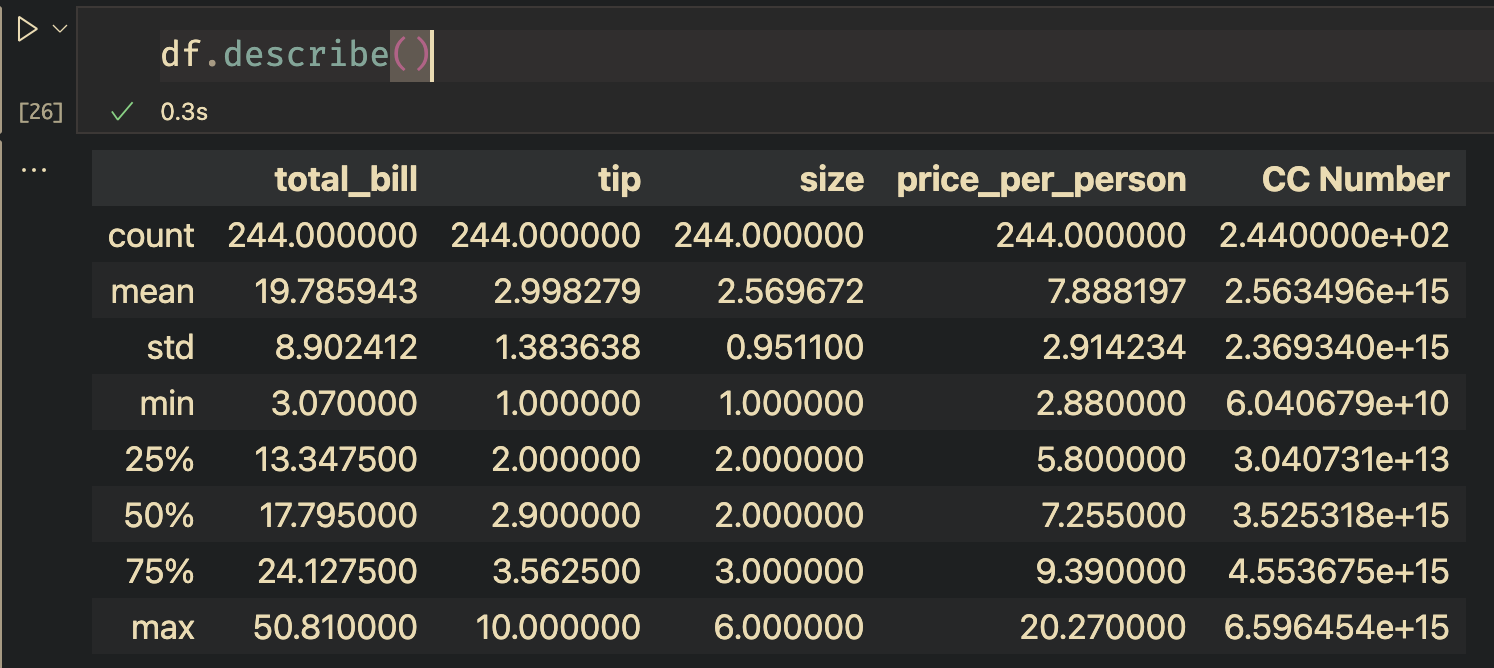 df.describe()
[26]
0.3s
...
total_bill tip size price_per_person CC Number
count 244.000000 244.000000 244.000000 244.000000 2.440000e+02
mean 19.785943 2.998279 2.569672 7.888197 2.563496e+15
std 8.902412 1.383638 0.951100 2.914234 2.369340e+15
min 3.070000 1.000000 1.000000 2.880000 6.040679e+10
25% 13.347500 2.000000 2.000000 5.800000 3.040731e+13
50% 17.795000 2.900000 2.000000 7.255000 3.525318e+15
75% 24.127500 3.562500 3.000000 9.390000 4.553675e+15
max 50.810000 10.000000 6.000000 20.270000 6.596454e+15